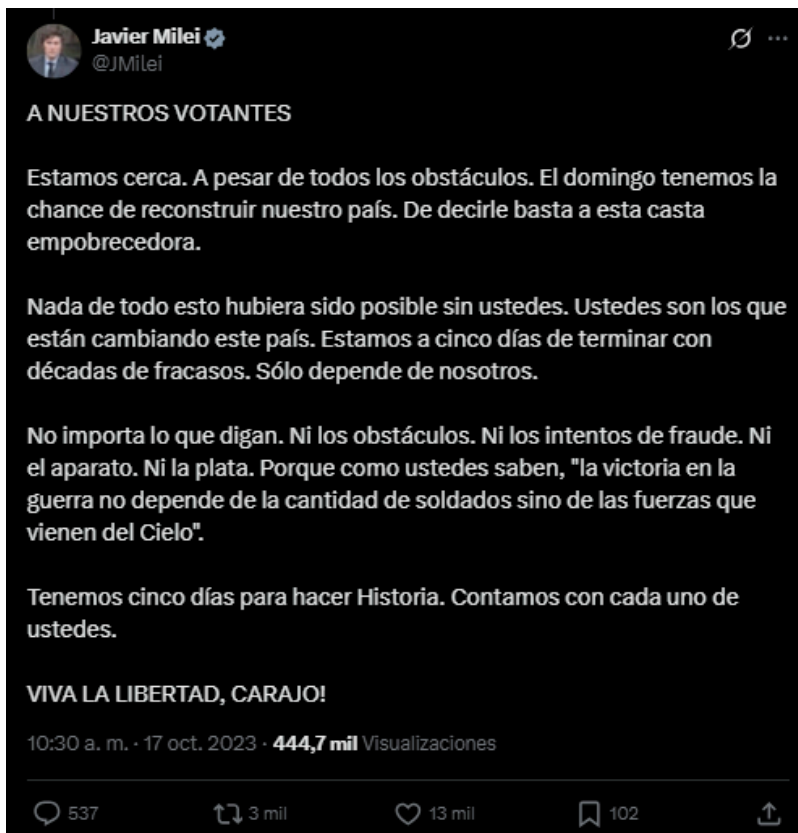 Javier Milei
@JMilei
A NUESTROS VOTANTES
Estamos cerca. A pesar de todos los obstáculos. El domingo tenemos la
chance de reconstruir nuestro país. De decirle basta a esta casta
empobrecedora.
Nada de todo esto hubiera sido posible sin ustedes. Ustedes son los que
están cambiando este país. Estamos a cinco días de terminar con
décadas de fracasos. Sólo depende de nosotros.
No importa lo que digan. Ni los obstáculos. Ni los intentos de fraude. Ni
el aparato. Ni la plata. Porque como ustedes saben, "la victoria en la
guerra no depende de la cantidad de soldados sino de las fuerzas que
vienen del Cielo".
Tenemos cinco días para hacer Historia. Contamos con cada uno de
ustedes.
VIVA LA LIBERTAD, CARAJO!
10:30 a. m. · 17 oct. 2023 · 444,7 mil Visualizaciones
537 3 mil 13 mil 102